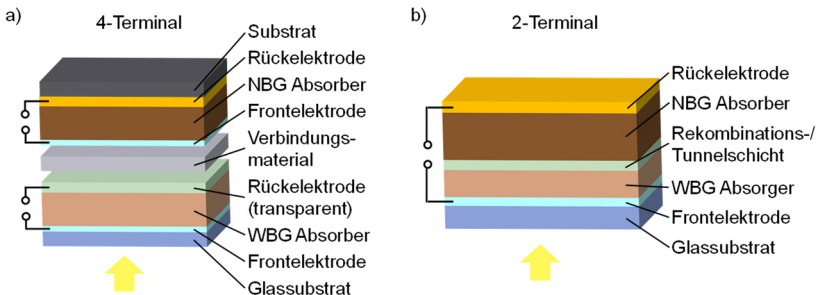 a)
4-Terminal
Substrat
Rückelektrode
NBG Absorber
Frontelektrode
Verbindungs-
material
Rückelektrode
(transparent)
WBG Absorber
Frontelektrode
Glassubstrat
b)
2-Terminal
Rückelektrode
NBG Absorber
Rekombinations-/
Tunnelschicht
WBG Absorger
Frontelektrode
Glassubstrat